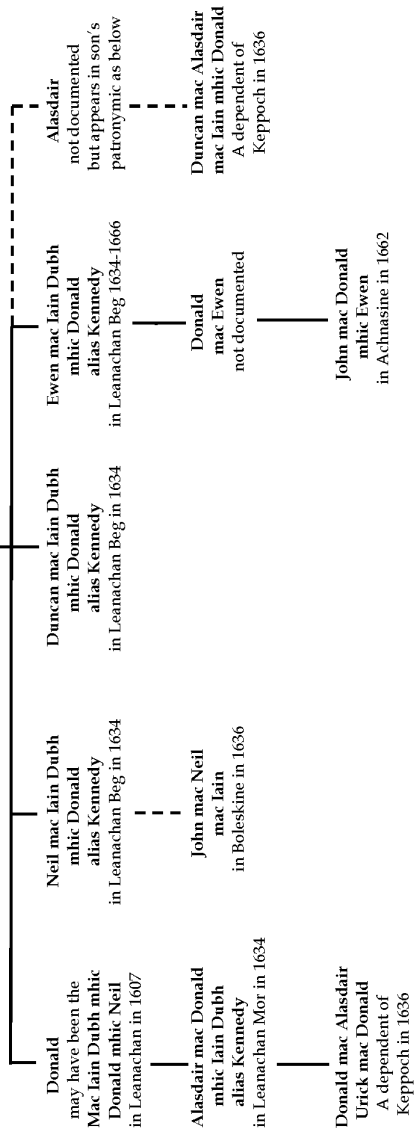 Donald
may have been the
Mac Iain Dubh mhic
Donald mhic Neil
in Leanachan in 1607
Alasdair mac Donald
mhic Iain Dubh
alias Kennedy
in Leanachan Mor in 1634
Donald mac Alasdair
Urick mac Donald
A dependent of
Keppoch in 1636
Neil mac Iain Dubh
mhic Donald
alias Kennedy
in Leanachan Beg in 1634
John mac Neil
mac Iain
in Boleskine in 1636
Duncan mac Iain Dubh
mhic Donald
alias Kennedy
in Leanachan Beg in 1634
Ewen mac Iain Dubh
mhic Donald
alias Kennedy
in Leanachan Beg 1634-1666
Donald
mac Ewen
not documented
John mac Donald
mhic Ewen
in Achnasine in 1662
Alasdair
not documented
but appears in son's
patronymic as below
Duncan mac Alasdair
mac Iain mhic Donald
A dependent of
Keppoch in 1636